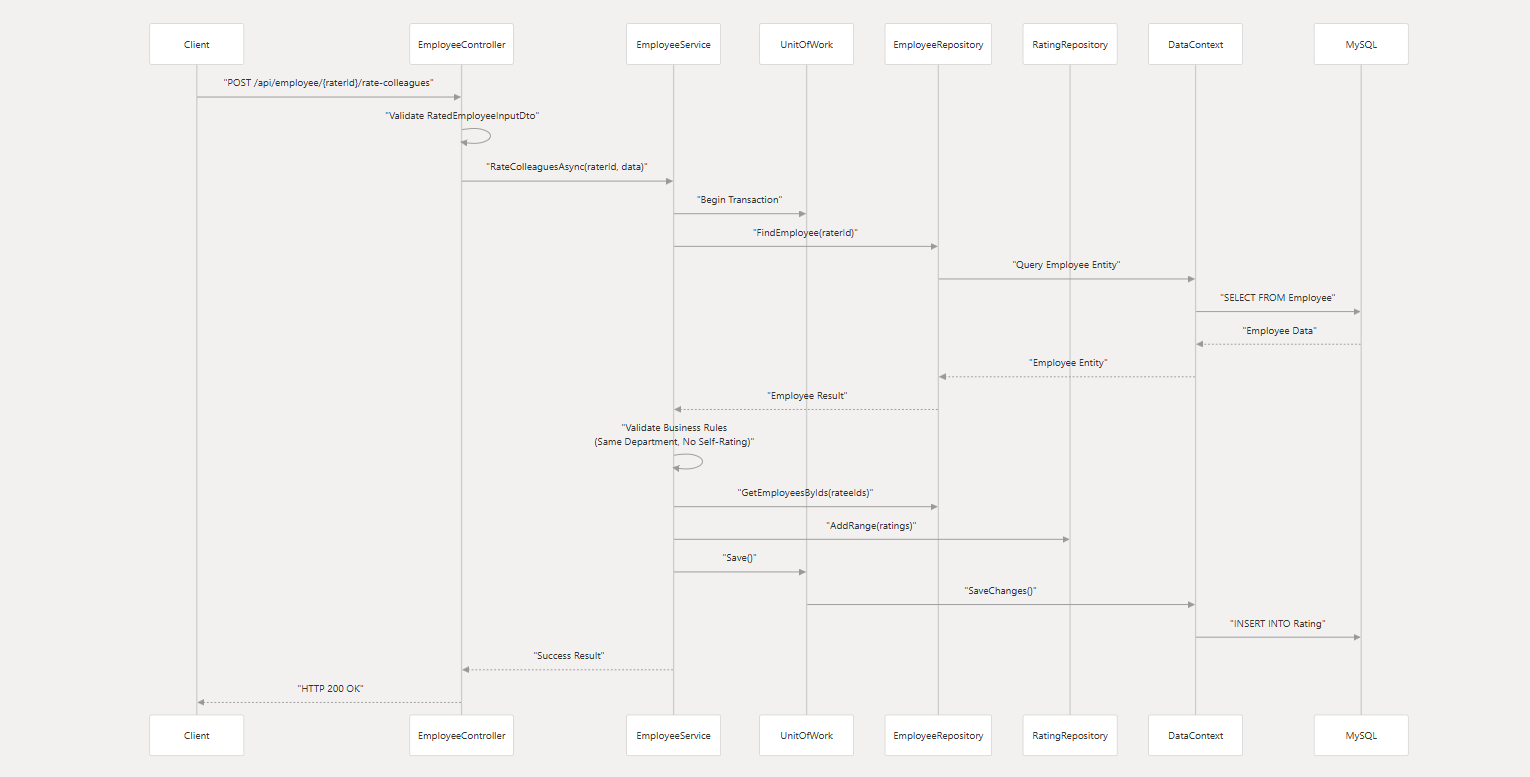 Client
EmployeeController
EmployeeService
UnitOfWork
EmployeeRepository
RatingRepository
DataContext
MySQL
"POST /api/employee/{raterId}/rate-colleagues"
"Validate RatedEmployeeInputDto"
"RateColleaguesAsync(raterId, data)"
"Begin Transaction"
"FindEmployee(raterId)"
"Query Employee Entity"
"SELECT FROM Employee"
"Employee Data"
"Employee Entity"
"Employee Result"
"Validate Business Rules
(Same Department, No Self-Rating)"
"GetEmployeesByIds(rateeIds)"
"AddRange(ratings)"
"Save()"
"SaveChanges()"
"INSERT INTO Rating"
"Success Result"
"HTTP 200 OK"
Client
EmployeeController
EmployeeService
UnitOfWork
EmployeeRepository
RatingRepository
DataContext
MySQL